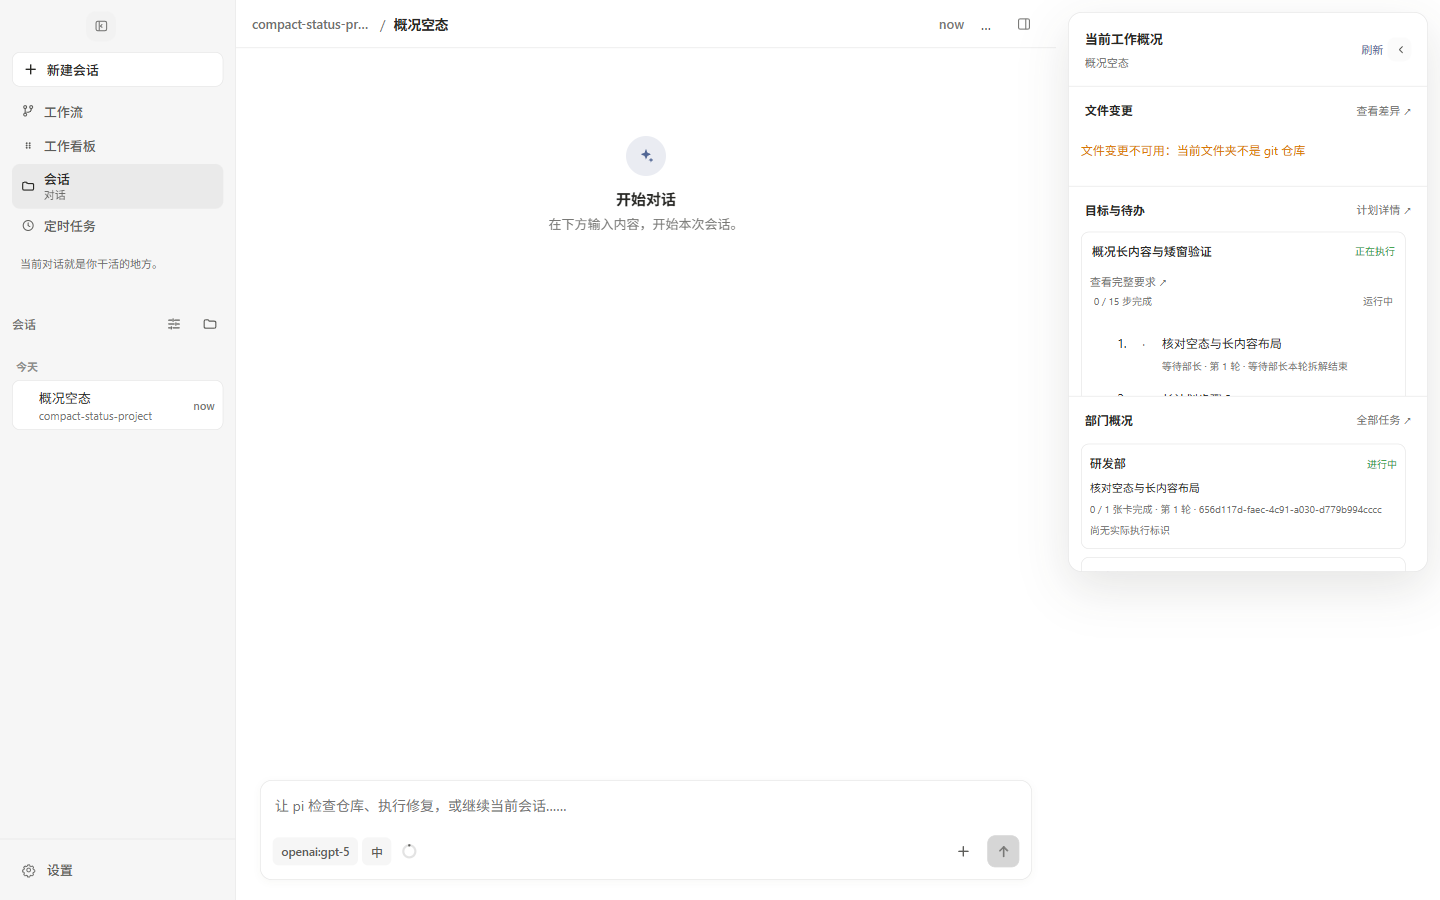 新建会话
工作流
工作看板
会话
对话
定时任务
当前对话就是你干活的地方。
会话
今天
概况空态
compact-status-project
now
设置
compact-status-pr... / 概况空态
now
...
开始对话
在下方输入内容，开始本次会话。
让 pi 检查仓库、执行修复，或继续当前会话......
openai:gpt-5
中
当前工作概况
概况空态
刷新
文件变更
查看差异 ↗
文件变更不可用：当前文件夹不是 git 仓库
目标与待办
计划详情 ↗
概况长内容与矮窗验证
正在执行
查看完整要求 ↗
0 / 15 步完成
运行中
1. · 核对空态与长内容布局
等待部长 · 第 1 轮 · 等待部长本轮拆解结束
部门概况
全部任务 ↗
研发部
进行中
核对空态与长内容布局
0 / 1 张卡完成 · 第 1 轮 · 656d117d-faec-4c91-a030-d779b994cccc
尚无实际执行标识